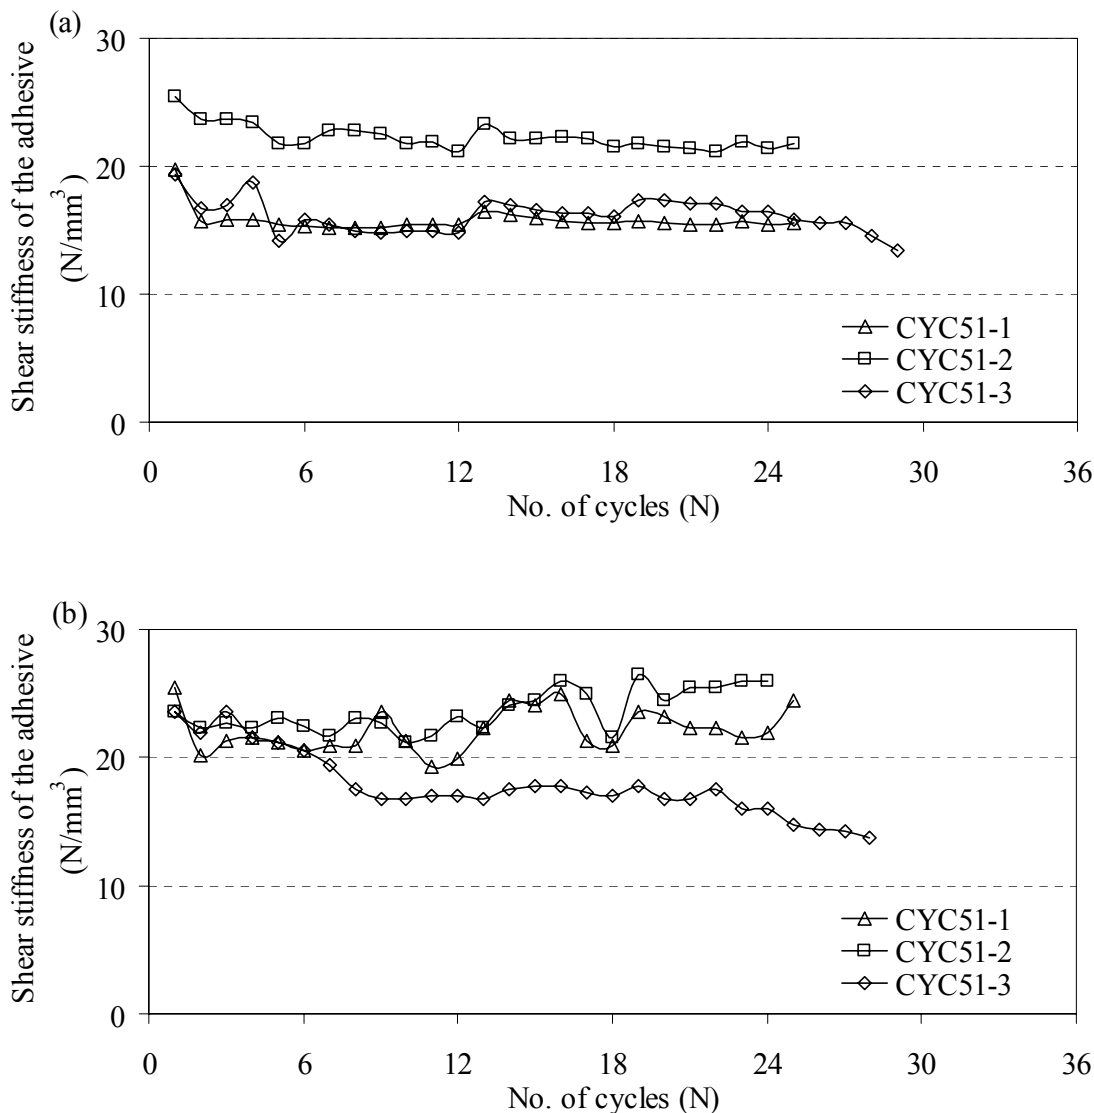 (a)
Shear stiffness of the adhesive
(N/mm³)
30
20
10
0
CYC51-1
CYC51-2
CYC51-3
0 6 12 18 24 30 36
No. of cycles (N)
(b)
Shear stiffness of the adhesive
(N/mm³)
30
20
10
0
CYC51-1
CYC51-2
CYC51-3
0 6 12 18 24 30 36
No. of cycles (N)